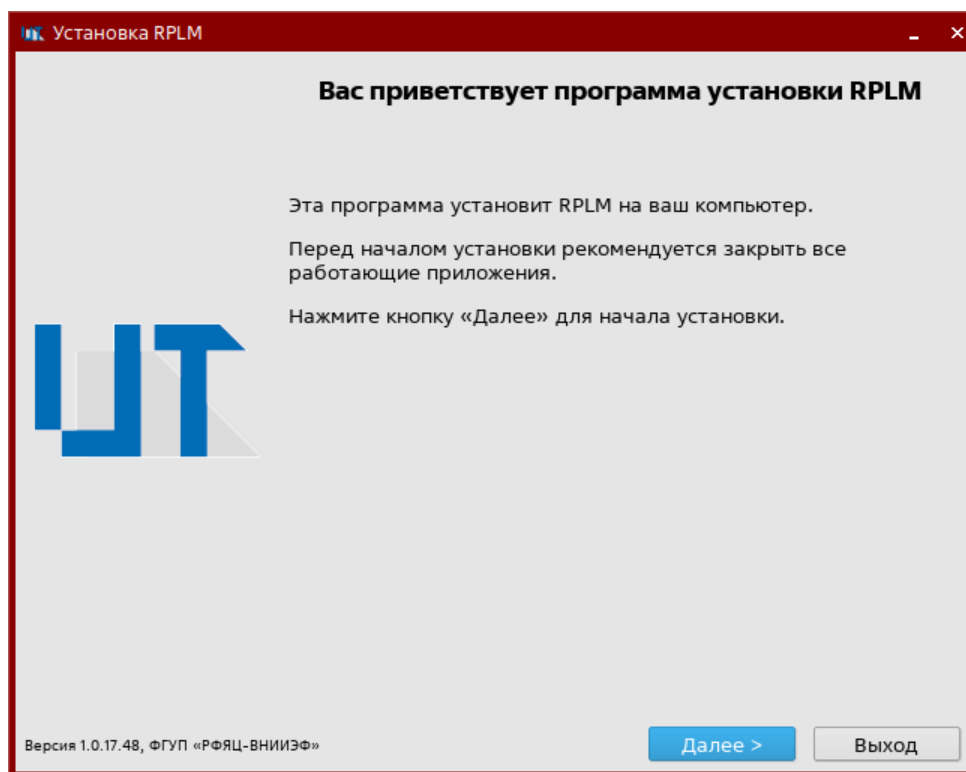 Установка RPLM
Вас приветствует программа установки RPLM
Эта программа установит RPLM на ваш компьютер.
Перед началом установки рекомендуется закрыть все
работающие приложения.
Нажмите кнопку «Далее» для начала установки.
Версия 1.0.17.48, ФГУП «РФЯЦ-ВНИИЭФ»
Далее >
Выход